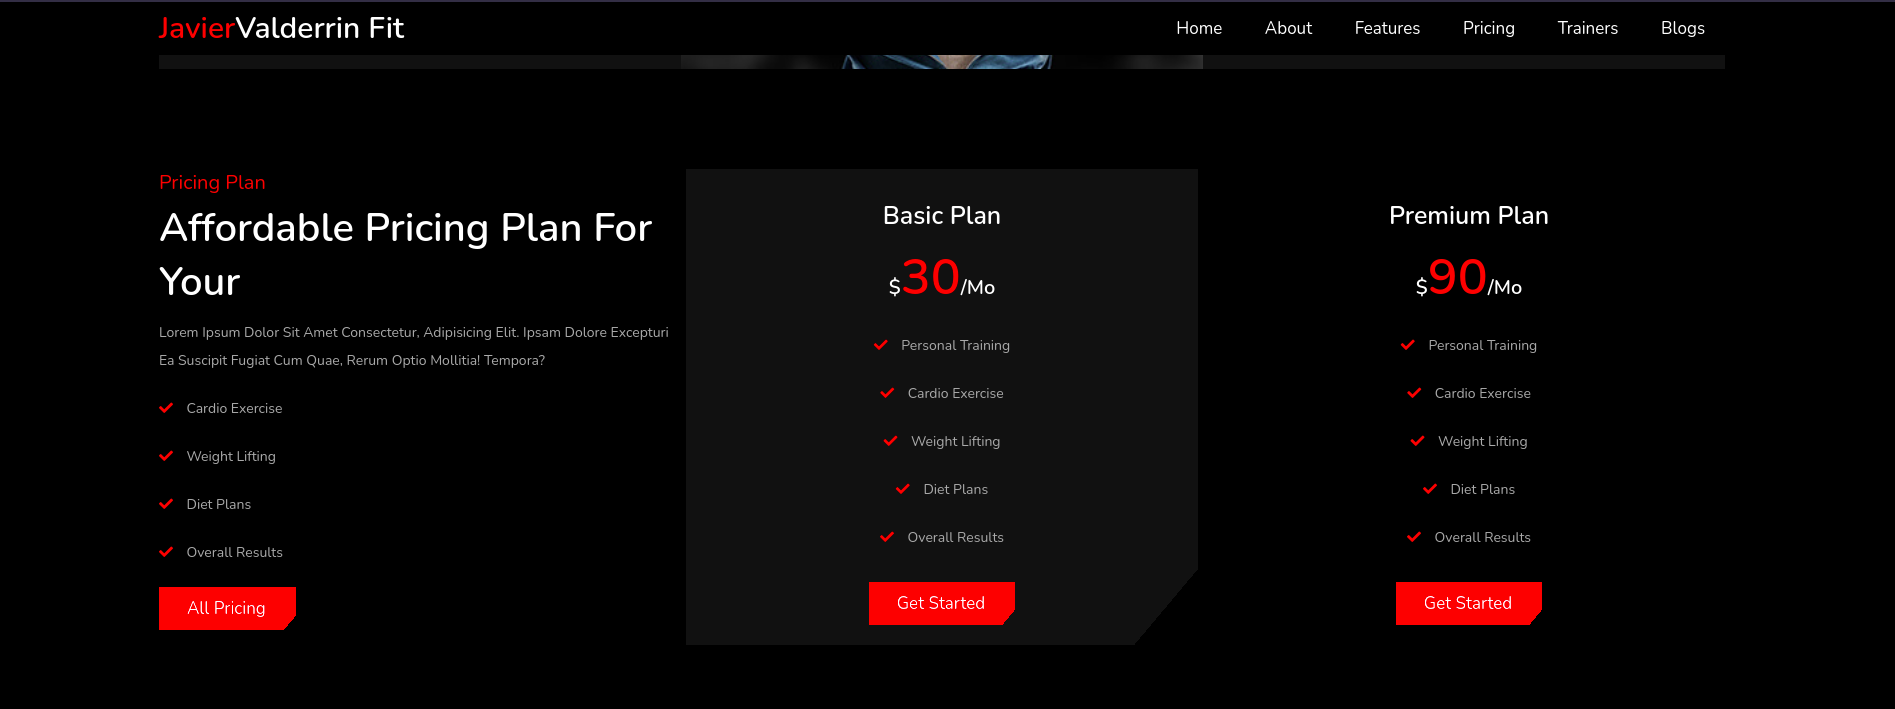 JavierValderrin Fit
Home About Features Pricing Trainers Blogs
Pricing Plan
Affordable Pricing Plan For
Your
Lorem Ipsum Dolor Sit Amet Consectetur, Adipisicing Elit. Ipsam Dolore Excepturi
Ea Suscipit Fugiat Cum Quae, Rerum Optio Mollitia! Tempora?
Cardio Exercise
Weight Lifting
Diet Plans
Overall Results
All Pricing
Basic Plan
$30/Mo
Personal Training
Cardio Exercise
Weight Lifting
Diet Plans
Overall Results
Get Started
Premium Plan
$90/Mo
Personal Training
Cardio Exercise
Weight Lifting
Diet Plans
Overall Results
Get Started